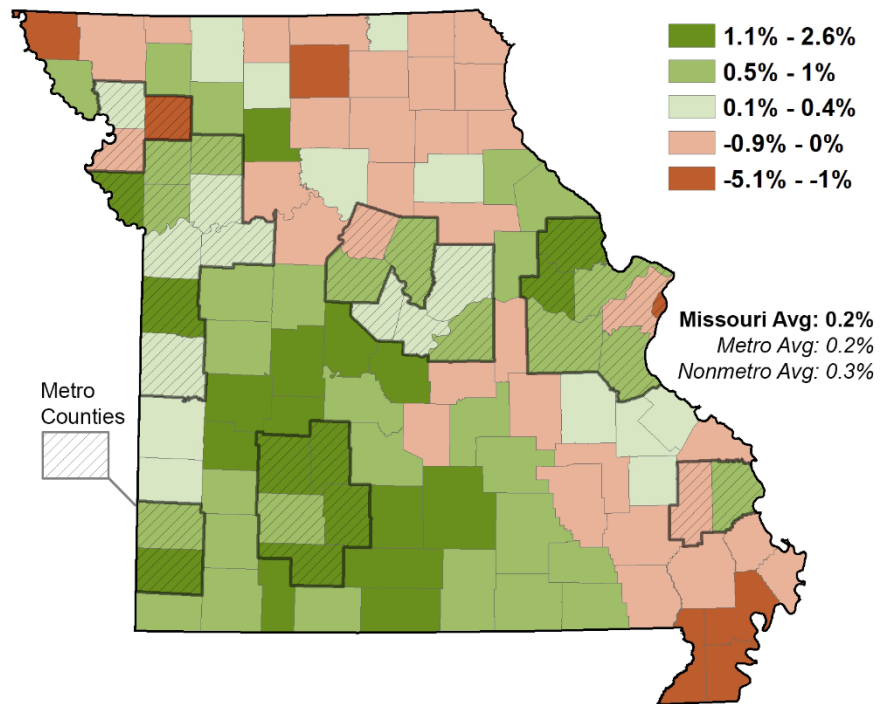 1.1% - 2.6%
0.5% - 1%
0.1% - 0.4%
-0.9% - 0%
-5.1% - -1%
Missouri Avg: 0.2%
Metro Avg: 0.2%
Nonmetro Avg: 0.3%
Metro
Counties